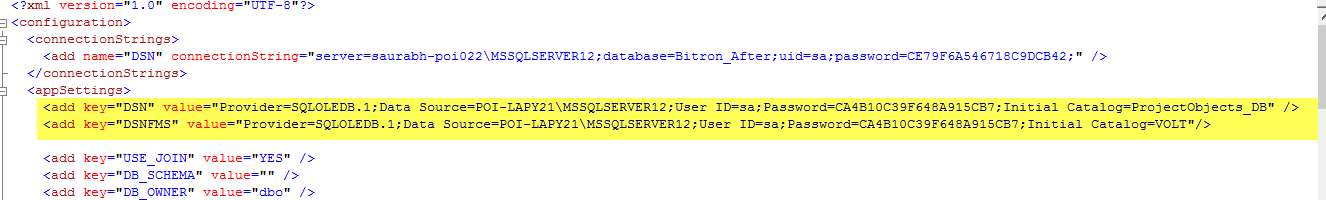 <?xml version="1.0" encoding="UTF-8"?>
<configuration>
<connectionStrings>
<add name="DSN" connectionString="server=saurabh-poi022\MSSQLSERVER12;database=Bitron_After;uid=sa;password=CE79F6A546718C9DCB42;" />
</connectionStrings>
<appSettings>
<add key="DSN" value="Provider=SQLOLEDB.1;Data Source=POI-LAPY21\MSSQLSERVER12;User ID=sa;Password=CA4B10C39F648A915CB7;Initial Catalog=ProjectObjects_DB" />
<add key="DSNFMS" value="Provider=SQLOLEDB.1;Data Source=POI-LAPY21\MSSQLSERVER12;User ID=sa;Password=CA4B10C39F648A915CB7;Initial Catalog=VOLT"/>
<add key="USE_JOIN" value="YES" />
<add key="DB_SCHEMA" value="" />
<add key="DB_OWNER" value="dbo" />